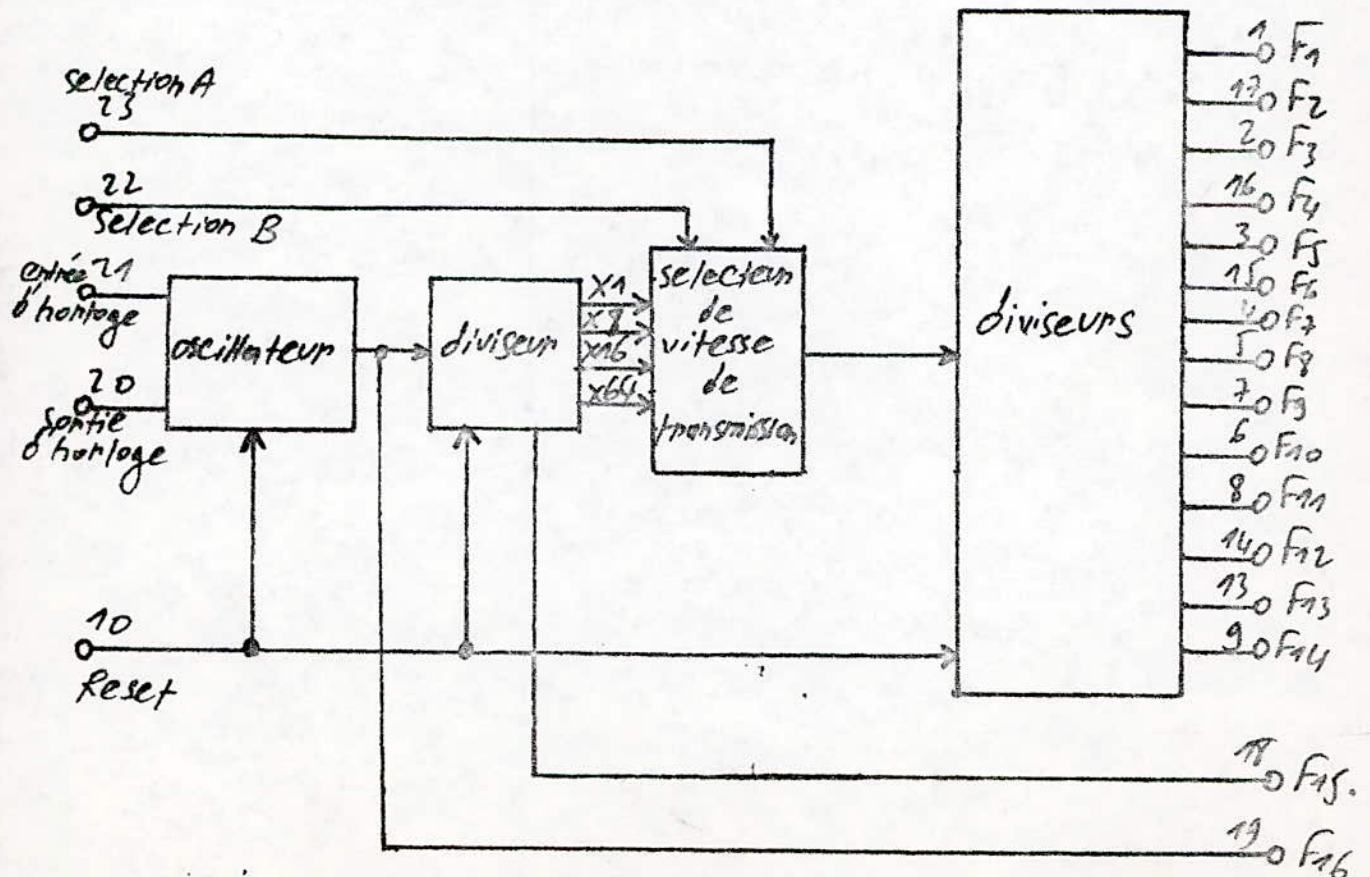 selection A
23
22
selection B
entrée 21
d'horloge
20
sortie
d'horloge
oscillateur
diviseur
X1
X8
X16
X64
selecteur
de
vitesse
de
transmission
diviseurs
10
Reset
1 F1
17 F2
2 F3
16 F4
3 F5
15 F6
4 F7
5 F8
7 F9
6 F10
8 F11
14 F12
13 F13
9 F14
18 F15.
19 F16